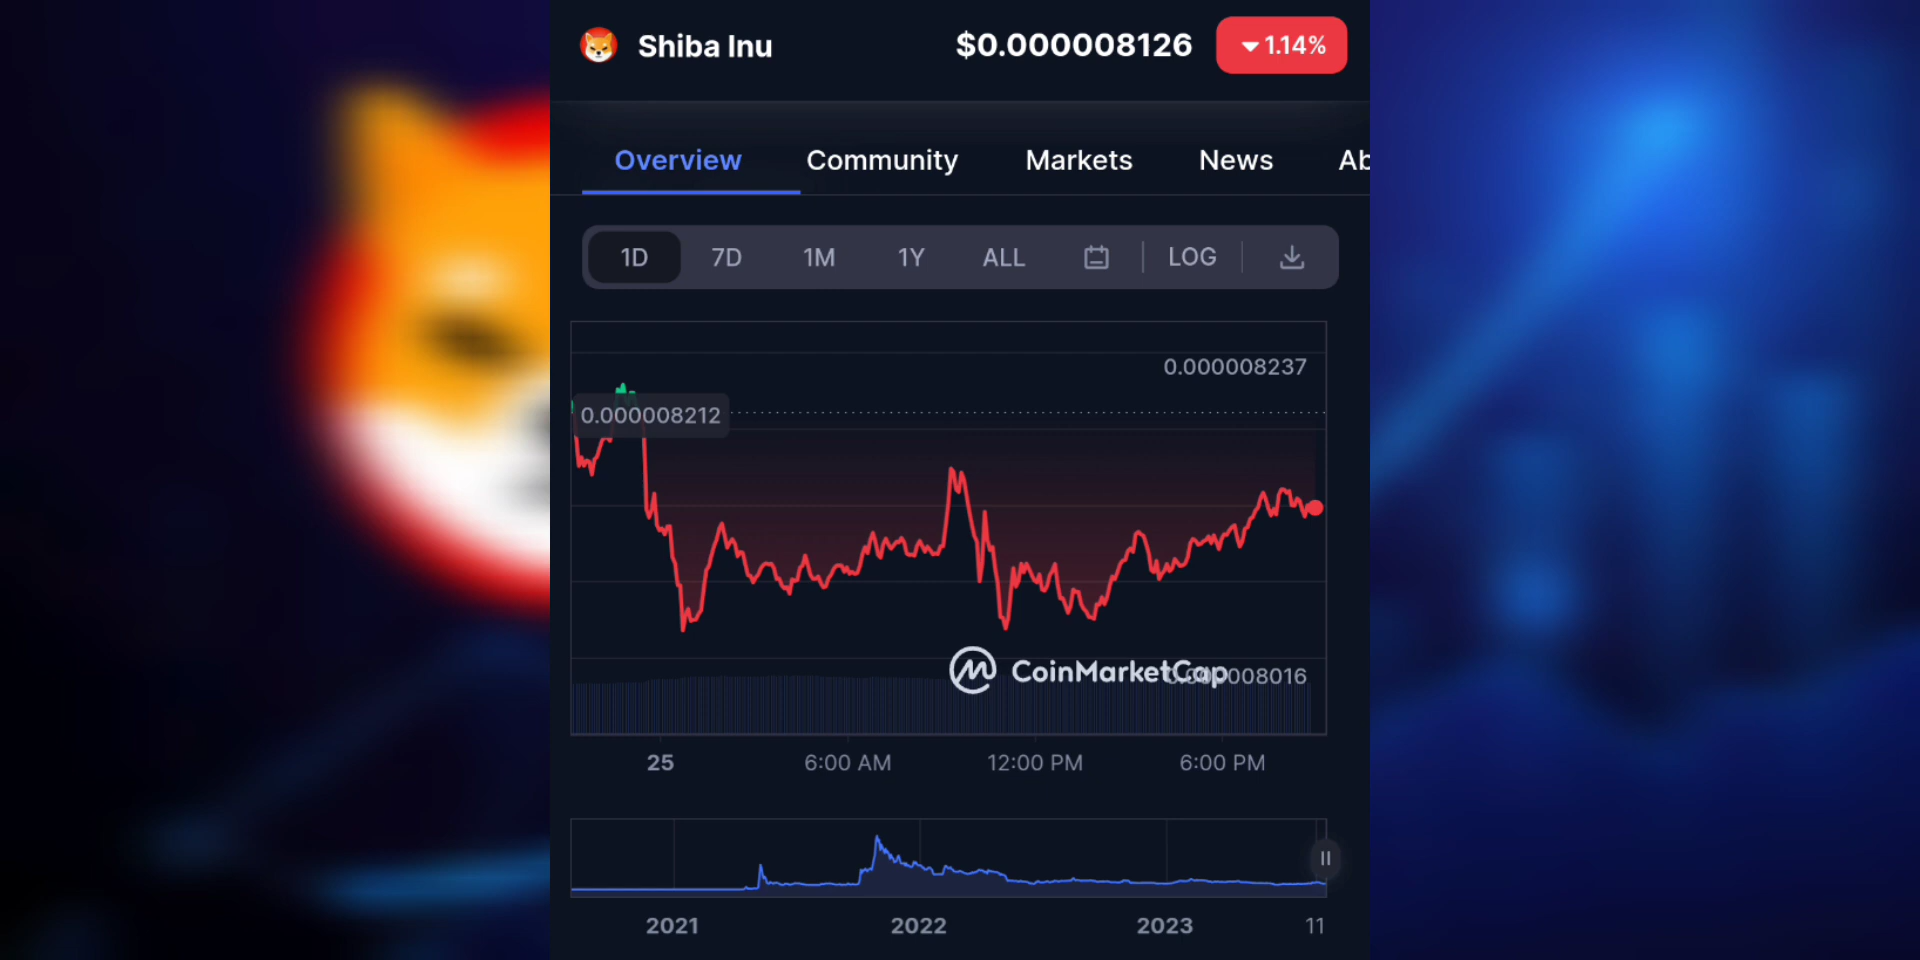 Shiba Inu $0.000008126 1.14%
Overview Community Markets News Ab
1D 7D 1M 1Y ALL LOG
0.000008237
0.000008212
CoinMarketCap
25 6:00 AM 12:00 PM 6:00 PM
2021 2022 2023 11